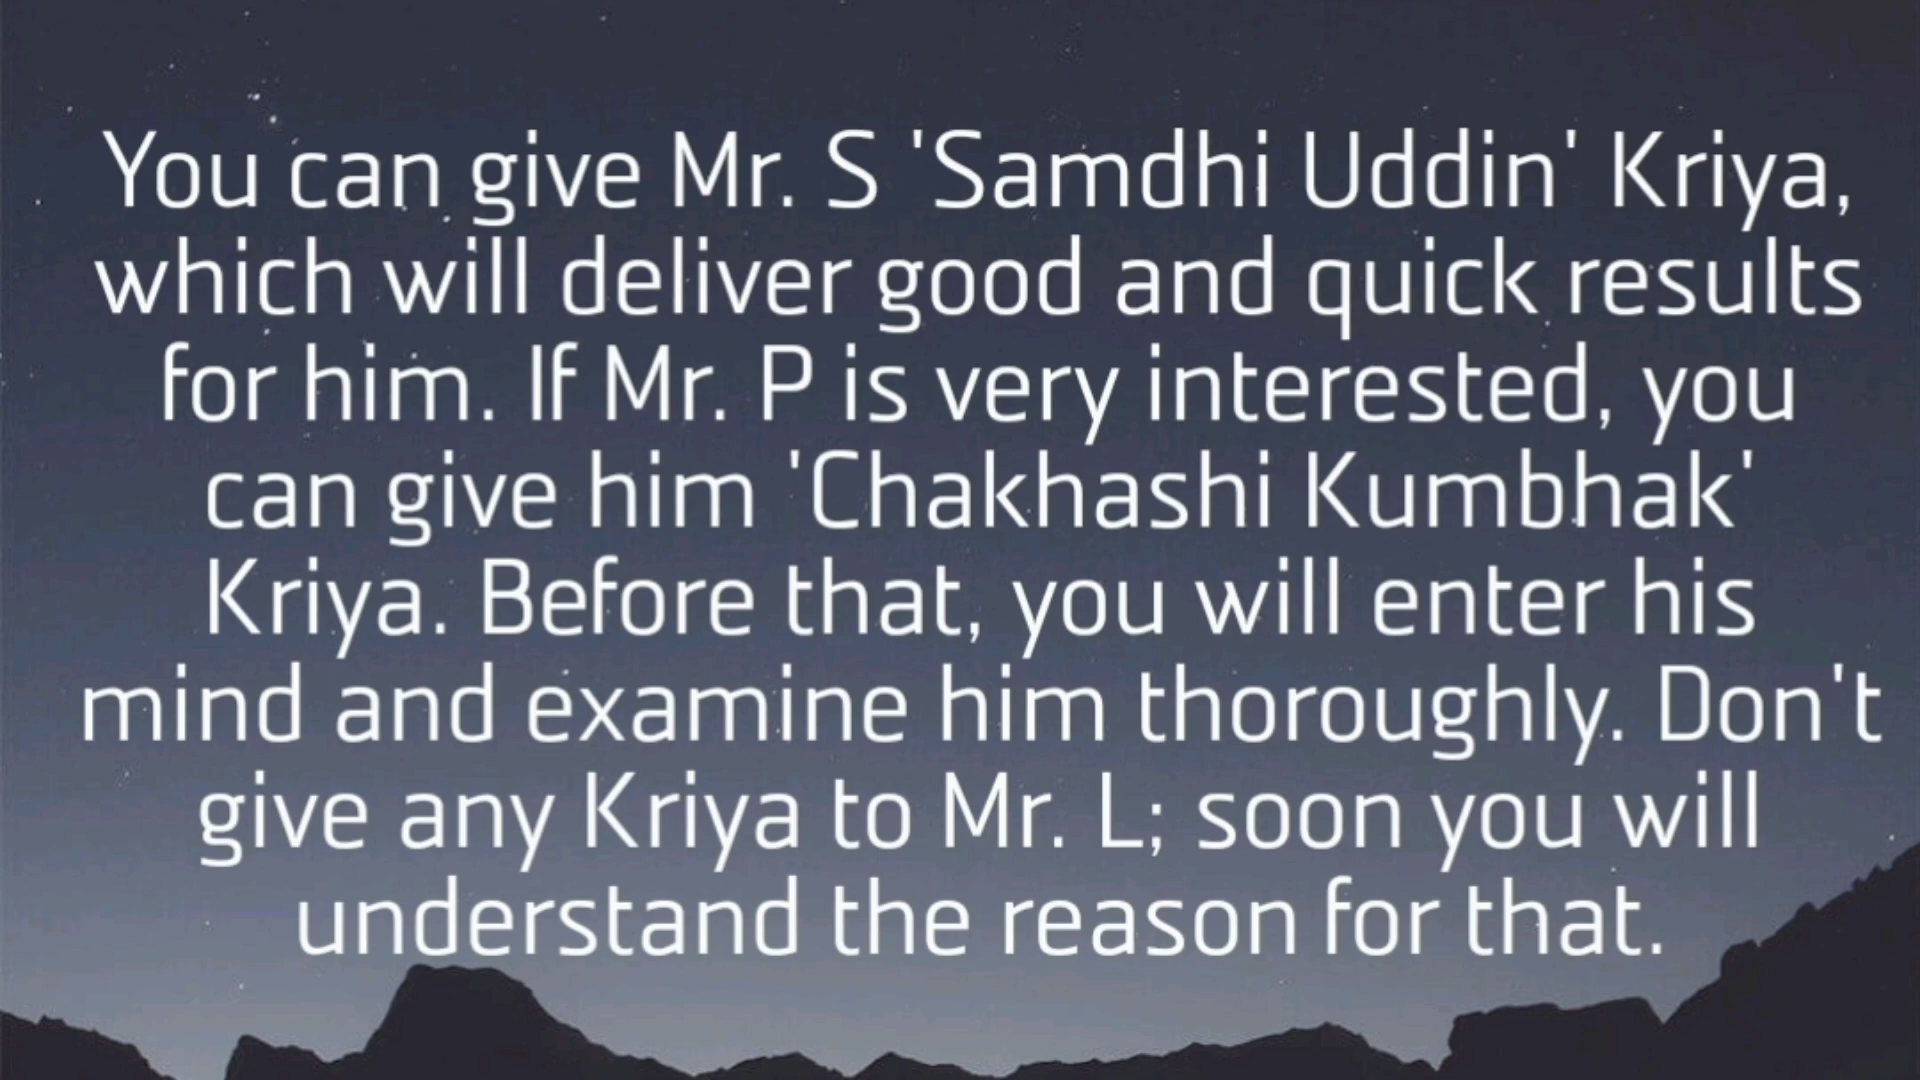 You can give Mr. S 'Samdhi Uddin' Kriya,
which will deliver good and quick results
for him. If Mr. P is very interested, you
can give him 'Chakhashi Kumbhak'
Kriya. Before that, you will enter his
mind and examine him thoroughly. Don't
give any Kriya to Mr. L; soon you will
understand the reason for that.